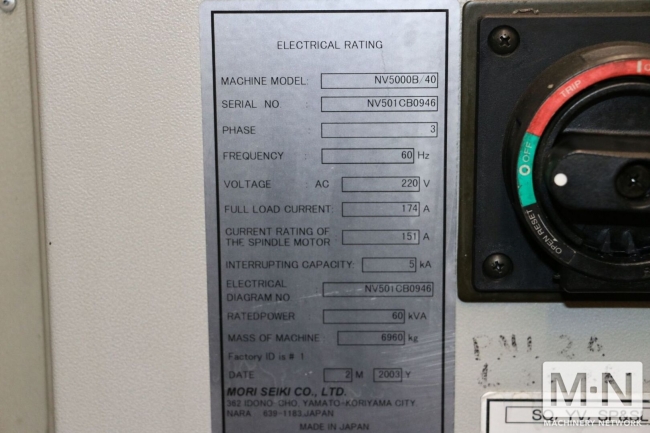 ELECTRICAL RATING
MACHINE MODEL NV5000B/40
SERIAL NO. NV501CB0946
PHASE 3
FREQUENCY 60 Hz
VOLTAGE : AC 220 V
FULL LOAD CURRENT: 174 A
CURRENT RATING OF
THE SPINDLE MOTOR 151 A
INTERRUPTING CAPACITY: 5 kA
ELECTRICAL
DIAGRAM NO. NV501CB0946
RATEDPOWER 60 kVA
MASS OF MACHINE 6960 kg
Factory ID is # 1
DATE 2 M 2003 Y
MORI SEIKI CO., LTD.
362 IDONO-CHO, YAMATO-KORIYAMA CITY,
NARA 639-1183,JAPAN
MADE IN JAPAN
TRIP
O OFF
OPEN RESET
M·N
MACHINERY NETWORK